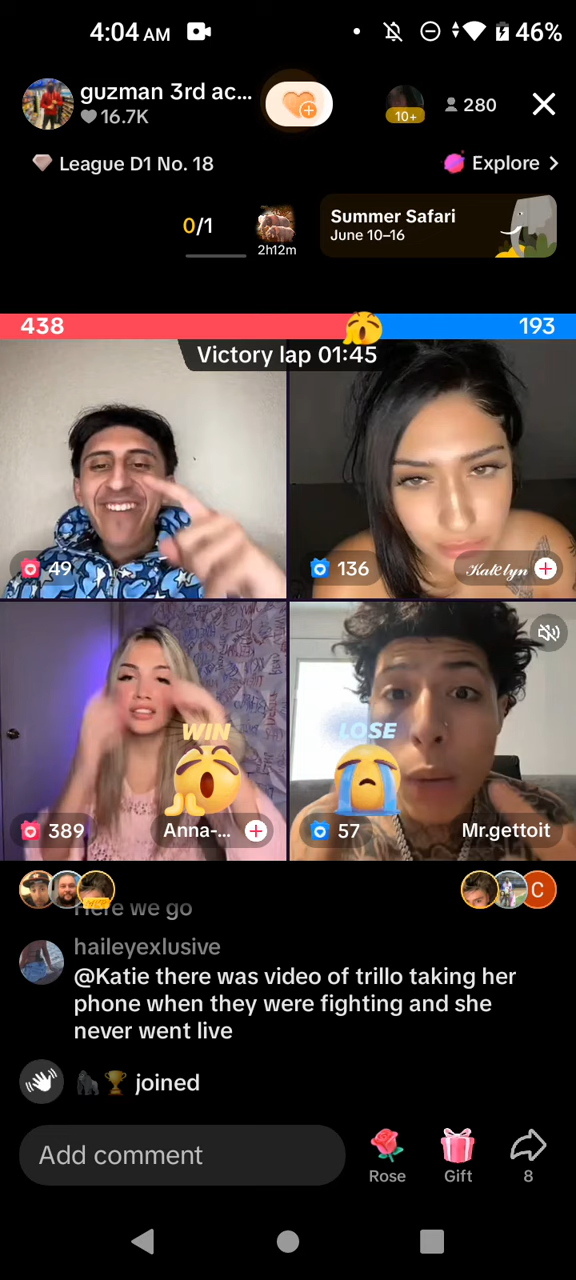 4:04 AM
46%
guzman 3rd ac...
16.7K
10+
280
League D1 No. 18
Explore
0/1
2h12m
Summer Safari
June 10–16
438
193
Victory lap 01:45
49
136
Katelyn
WIN
LOSE
389
Anna-...
57
Mr.gettoit
C
Here we go
haileyexlusive
@Katie there was video of trillo taking her
phone when they were fighting and she
never went live
joined
Add comment
Rose
Gift
8